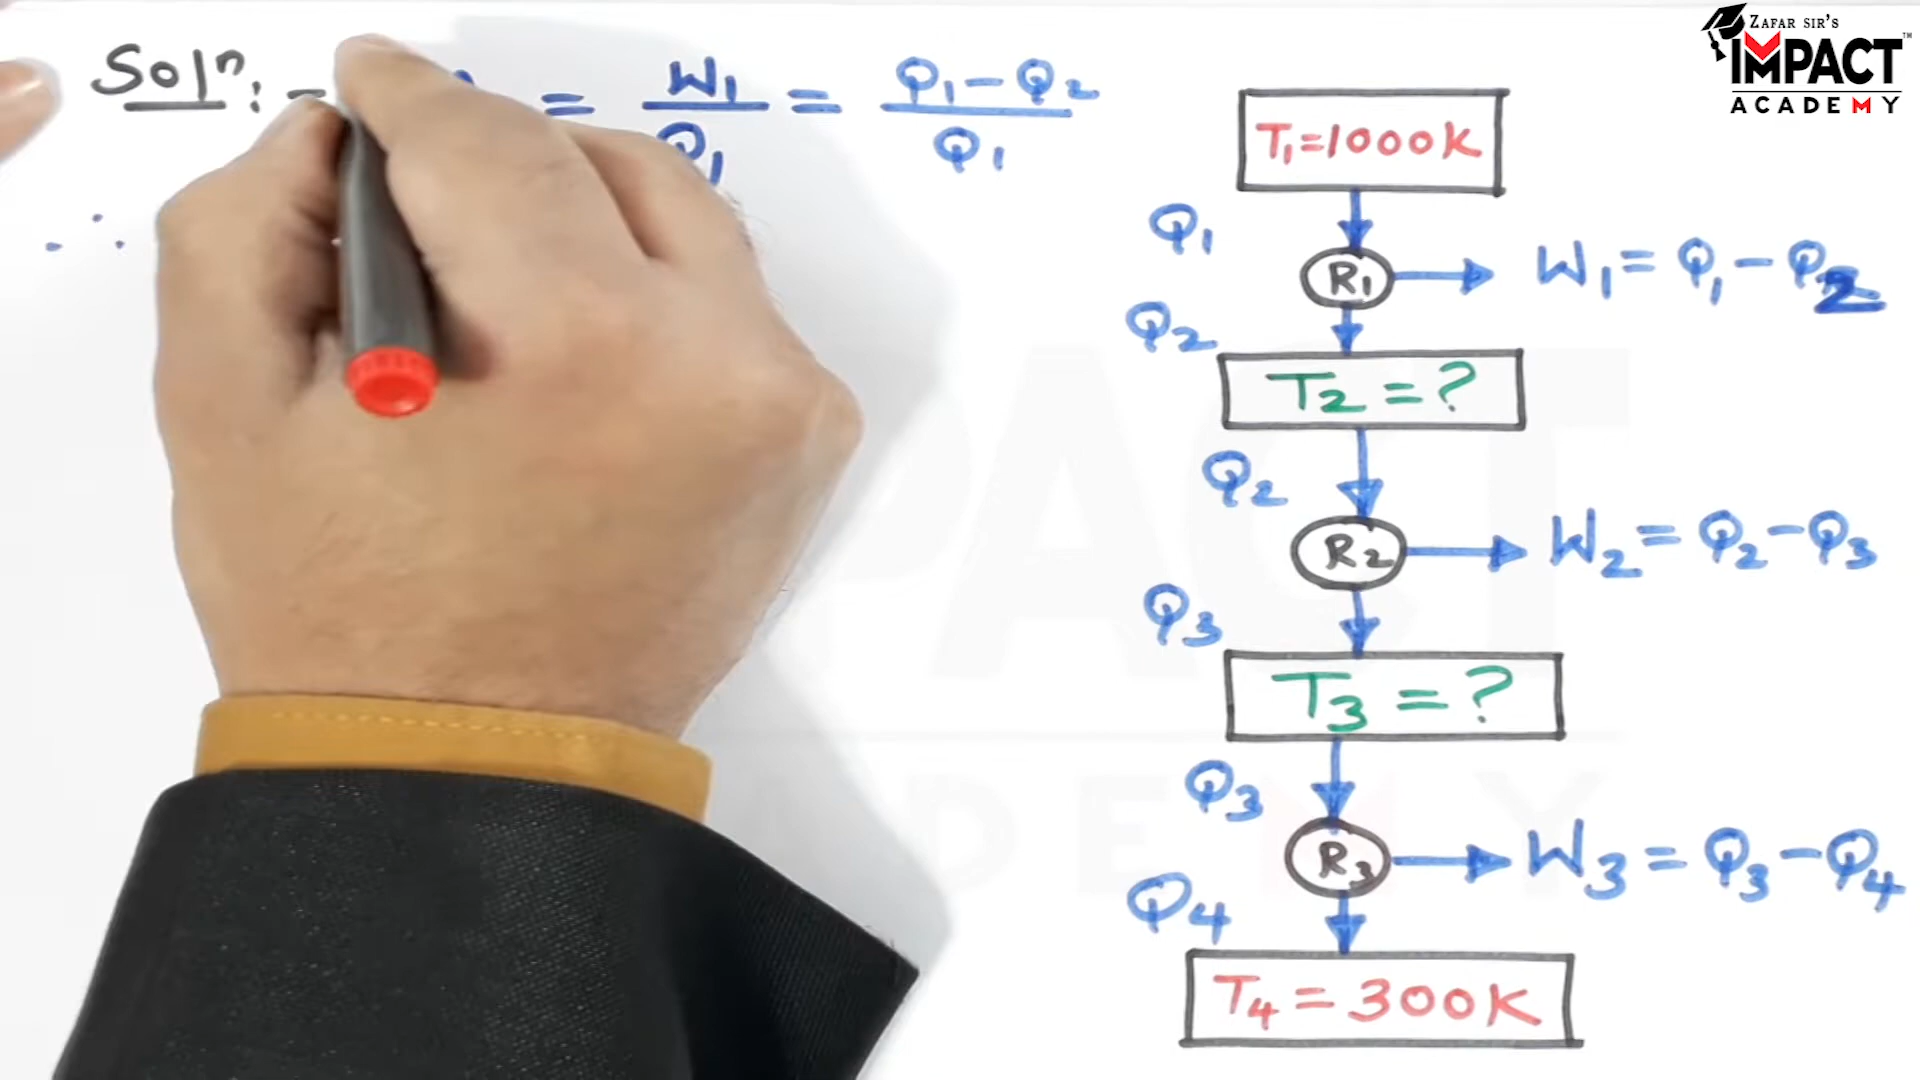 Solⁿ: - = W₁ = Q₁ - Q₂
Q₁ Q₁
∴
T₁=1000K
Q₁
R₁ W₁ = Q₁ - Q₂
Q₂
T₂ = ?
Q₂
R₂ W₂ = Q₂ - Q₃
Q₃
T₃ = ?
Q₃
R₃ W₃ = Q₃ - Q₄
Q₄
T₄ = 300K
ZAFAR SIR'S
IMPACT™
ACADEMY